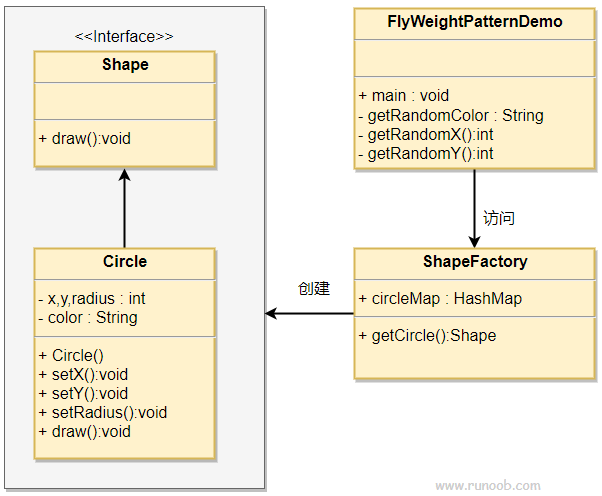 <<Interface>>
Shape
+ draw():void
Circle
- x,y,radius : int
- color : String
+ Circle()
+ setX():void
+ setY():void
+ setRadius():void
+ draw():void
FlyWeightPatternDemo
+ main : void
- getRandomColor : String
- getRandomX():int
- getRandomY():int
访问
ShapeFactory
+ circleMap : HashMap
+ getCircle():Shape
创建
www.runoob.com